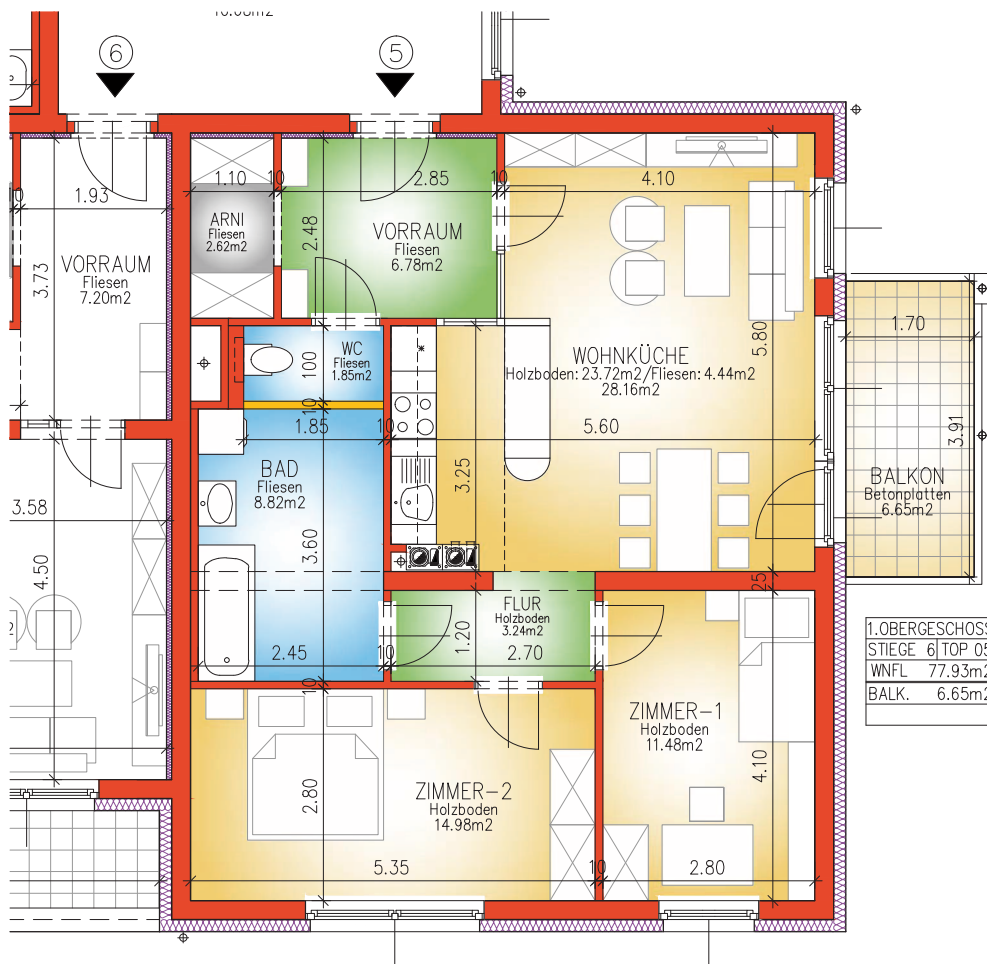 6
5
1.10
10
2.85
10
4.10
10
1.93
ARNI
Fliesen
2.62m2
2.48
VORRAUM
Fliesen
6.78m2
VORRAUM
Fliesen
7.20m2
3.73
5.80
1.70
WC
Fliesen
1.85m2
100
WOHNKÜCHE
Holzboden: 23.72m2/Fliesen: 4.44m2
28.16m2
10
1.85
10
5.60
3.91
BAD
Fliesen
8.82m2
3.25
BALKON
Betonplatten
6.65m2
3.58
3.60
4.50
25
FLUR
Holzboden
3.24m2
1.20
2.45
10
2.70
10
1.OBERGESCHOSS
STIEGE 6 TOP 05
WNFL 77.93m2
BALK. 6.65m2
ZIMMER-1
Holzboden
11.48m2
4.10
ZIMMER-2
Holzboden
14.98m2
2.80
5.35
10
2.80